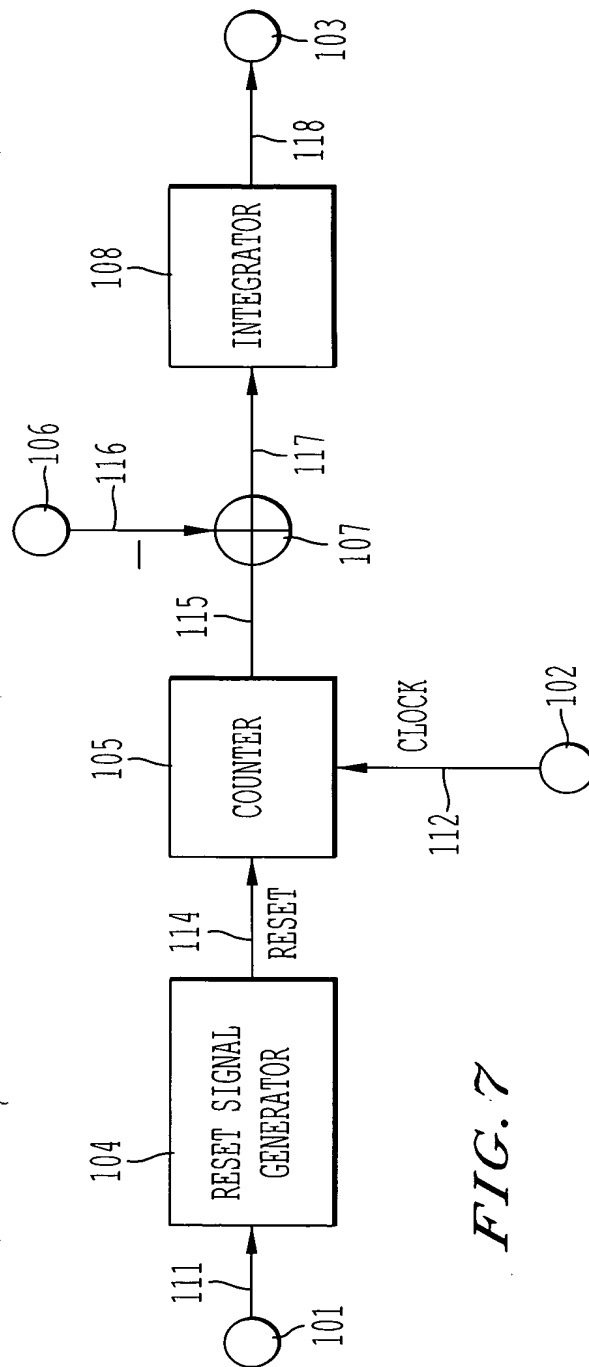 101
111
104
RESET SIGNAL
GENERATOR
114
RESET
105
COUNTER
CLOCK
112
102
115
106
116
—
107
117
108
INTEGRATOR
118
103
FIG. 7